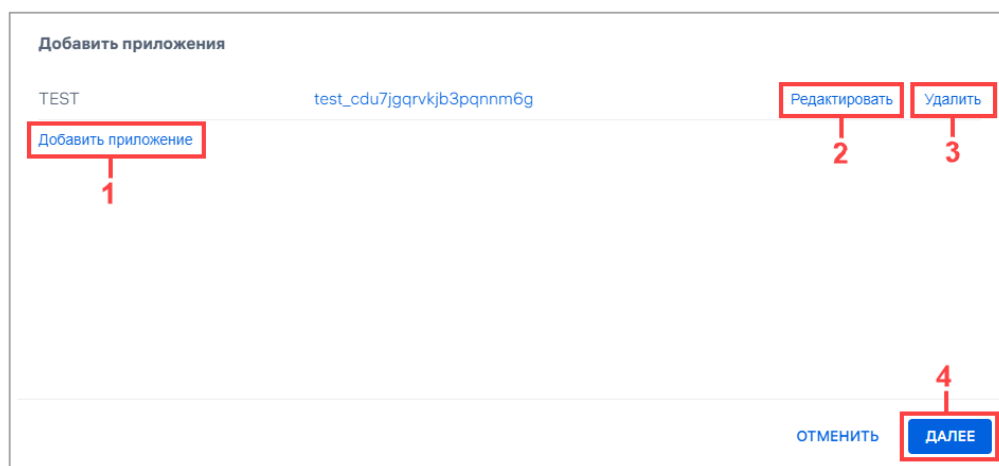 Добавить приложения
TEST test_cdu7jgqrvkjb3pqnnm6g Редактировать Удалить
Добавить приложение
2 3
1
4
ОТМЕНИТЬ ДАЛЕЕ